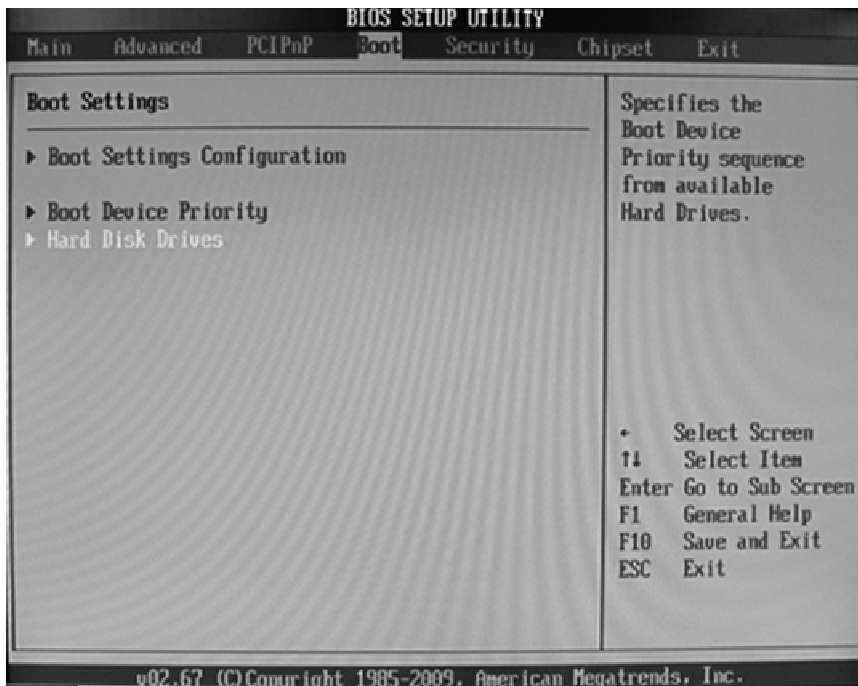 BIOS SETUP UTILITY
Main Advanced PCIPnP Boot Security Chipset Exit
Boot Settings
▸ Boot Settings Configuration
▸ Boot Device Priority
▸ Hard Disk Drives
Specifies the
Boot Device
Priority sequence
from available
Hard Drives.
← Select Screen
↑↓ Select Item
Enter Go to Sub Screen
F1 General Help
F10 Save and Exit
ESC Exit
v02.67 (C)Copyright 1985-2009, American Megatrends, Inc.